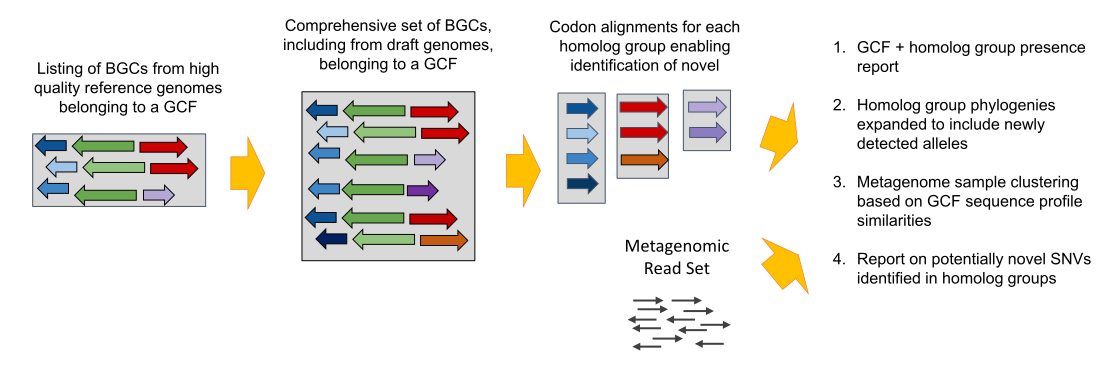 Listing of BGCs from high
quality reference genomes
belonging to a GCF
Comprehensive set of BGCs,
including from draft genomes,
belonging to a GCF
Codon alignments for each
homolog group enabling
identification of novel
Metagenomic
Read Set
1. GCF + homolog group presence
report
2. Homolog group phylogenies
expanded to include newly
detected alleles
3. Metagenome sample clustering
based on GCF sequence profile
similarities
4. Report on potentially novel SNVs
identified in homolog groups